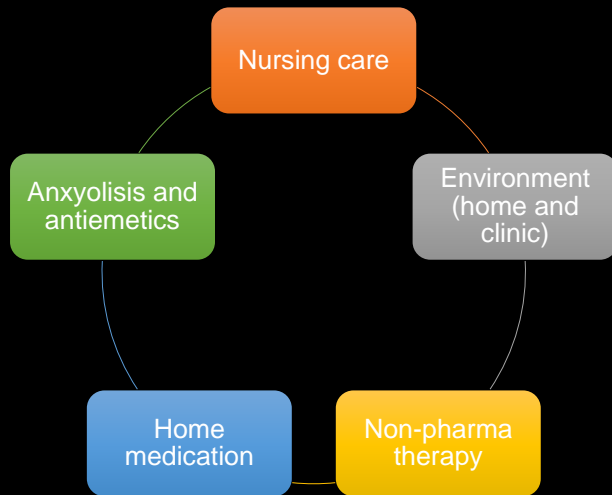 Nursing care
Environment
(home and
clinic)
Non-pharma
therapy
Home
medication
Anxyolisis and
antiemetics